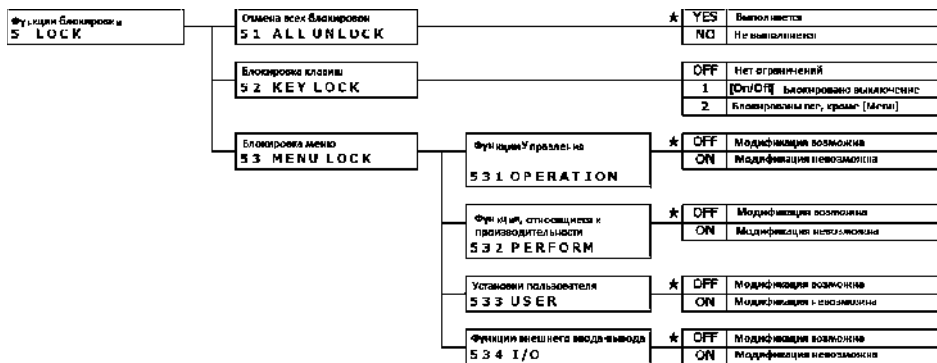 Функции блокировки
5 LOCK
Отмена всех блокировок
51 ALL UNLOCK
★ YES Выполняется
NO Не выполняется
Блокировка клавиш
52 KEY LOCK
OFF Нет ограничений
1 [On/Off] Блокировано выключение
2 Блокированы все, кроме [Menu]
Блокировка меню
53 MENU LOCK
Функции Управления
531 OPERATION
★ OFF Модификация возможна
ON Модификация невозможна
Функции, относящиеся к
производительности
532 PERFORM
★ OFF Модификация возможна
ON Модификация невозможна
Установки пользователя
533 USER
★ OFF Модификация возможна
ON Модификация невозможна
Функции внешнего ввода-вывода
534 I/O
★ OFF Модификация возможна
ON Модификация невозможна